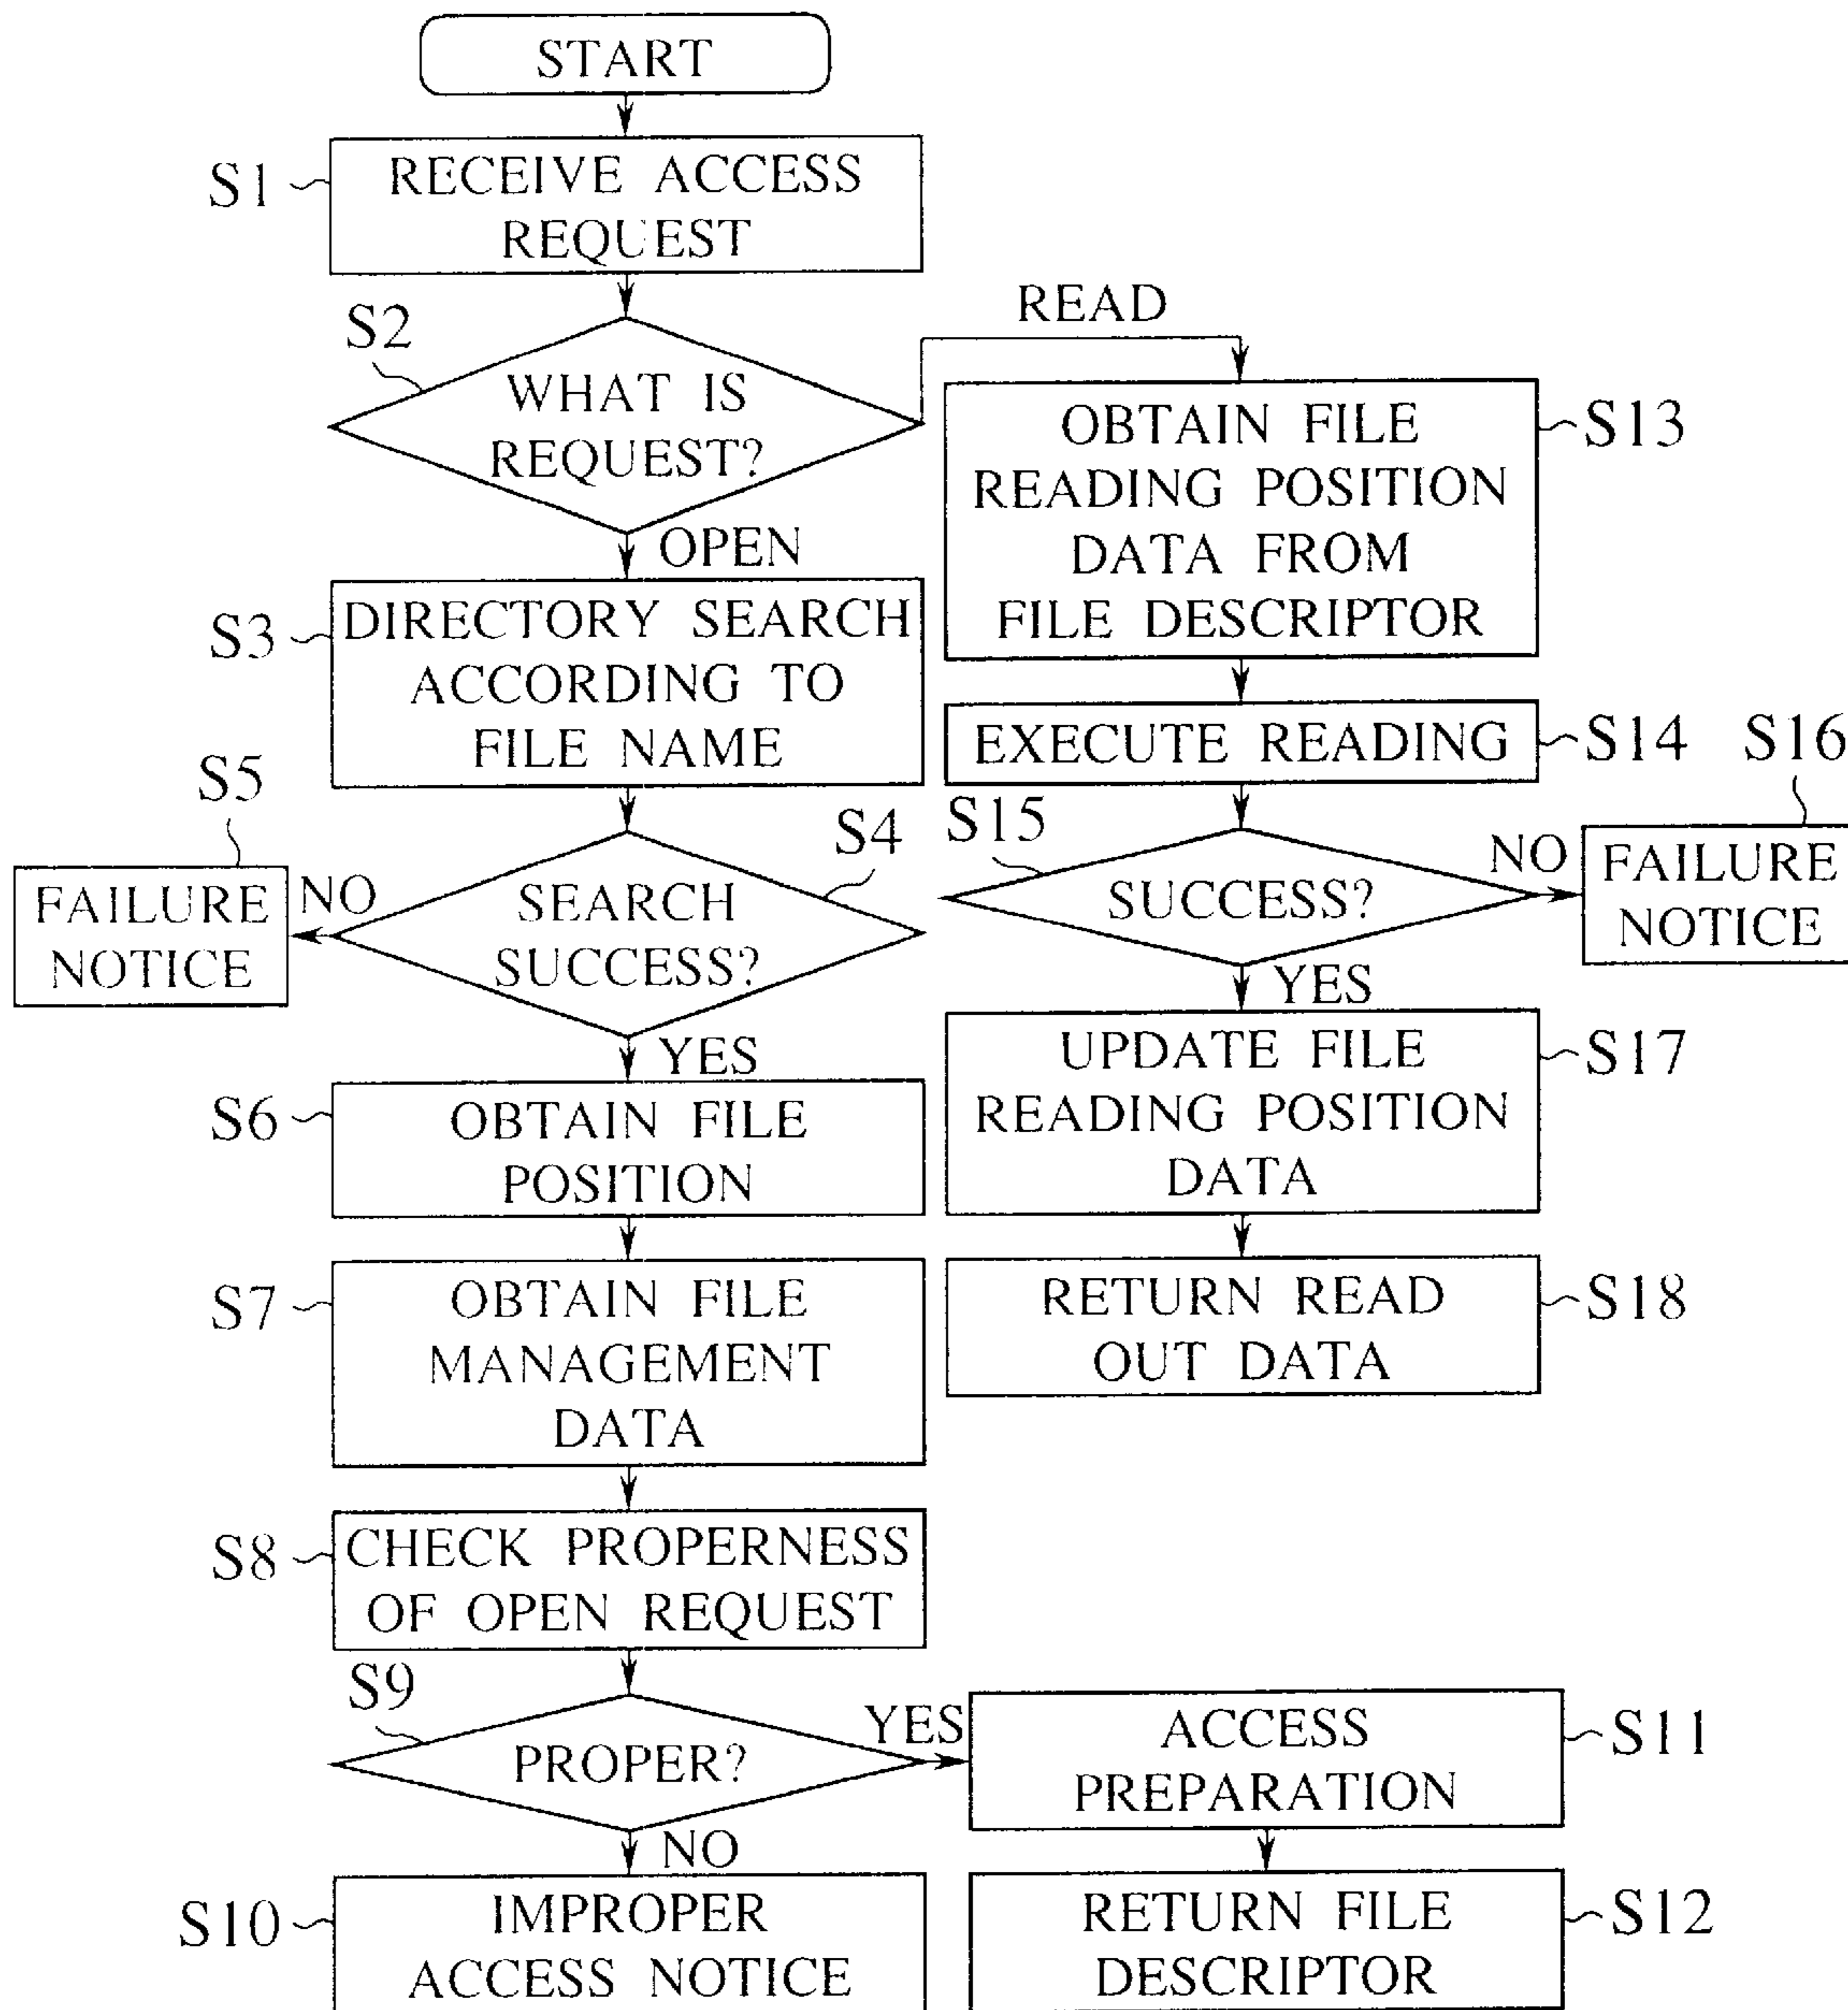 START
S1
RECEIVE ACCESS
REQUEST
S2
WHAT IS
REQUEST?
READ
OPEN
S13
OBTAIN FILE
READING POSITION
DATA FROM
FILE DESCRIPTOR
S3
DIRECTORY SEARCH
ACCORDING TO
FILE NAME
S14
EXECUTE READING
S5
FAILURE
NOTICE
NO
S4
SEARCH
SUCCESS?
YES
S15
SUCCESS?
NO
S16
FAILURE
NOTICE
YES
S6
OBTAIN FILE
POSITION
S17
UPDATE FILE
READING POSITION
DATA
S7
OBTAIN FILE
MANAGEMENT
DATA
S18
RETURN READ
OUT DATA
S8
CHECK PROPERNESS
OF OPEN REQUEST
S9
PROPER?
YES
NO
S11
ACCESS
PREPARATION
S10
IMPROPER
ACCESS NOTICE
S12
RETURN FILE
DESCRIPTOR